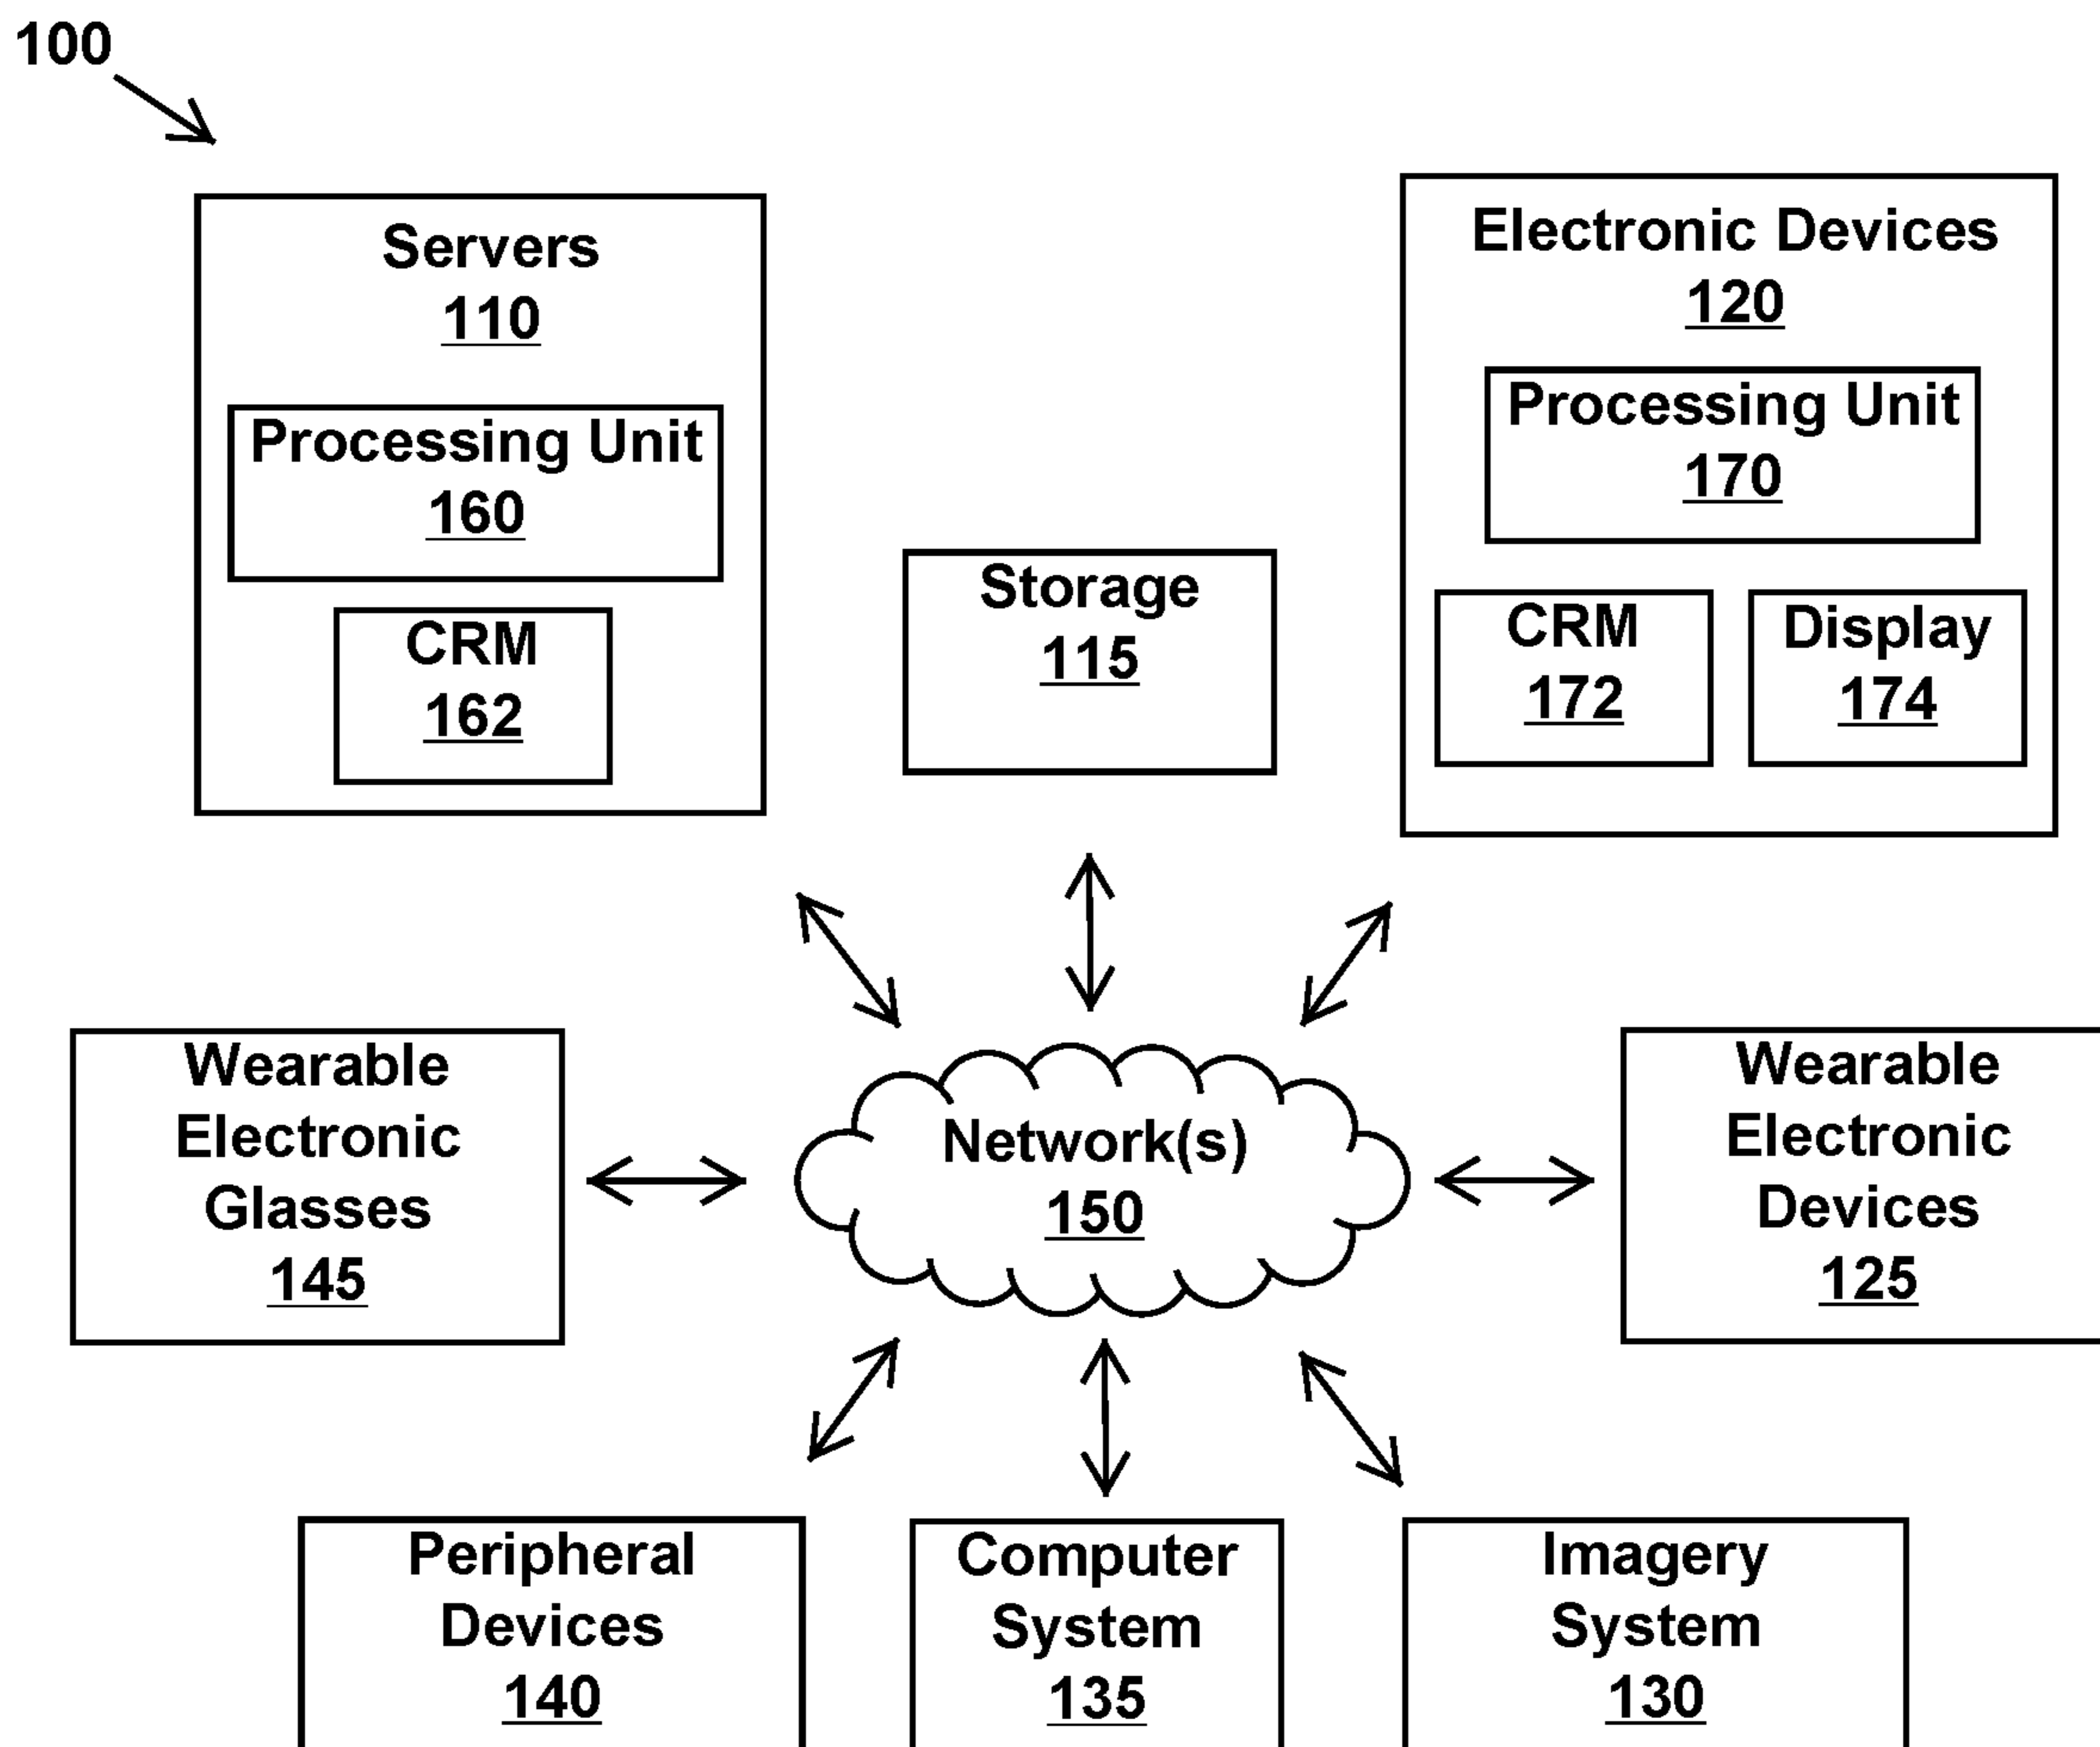 100
Servers
110
Processing Unit
160
CRM
162
Storage
115
Electronic Devices
120
Processing Unit
170
CRM
172
Display
174
Wearable
Electronic
Glasses
145
Network(s)
150
Wearable
Electronic
Devices
125
Peripheral
Devices
140
Computer
System
135
Imagery
System
130